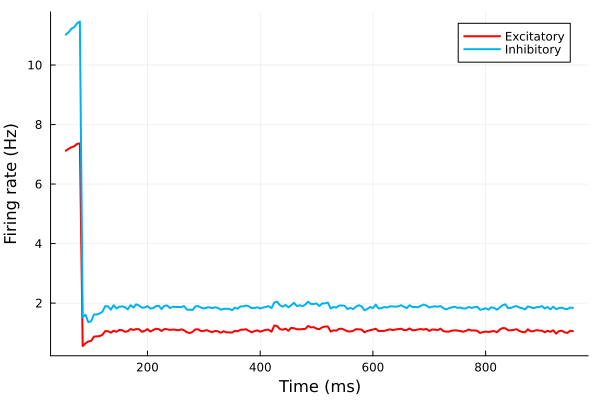 Excitatory
Inhibitory
10
8
6
4
2
Firing rate (Hz)
200 400 600 800
Time (ms)